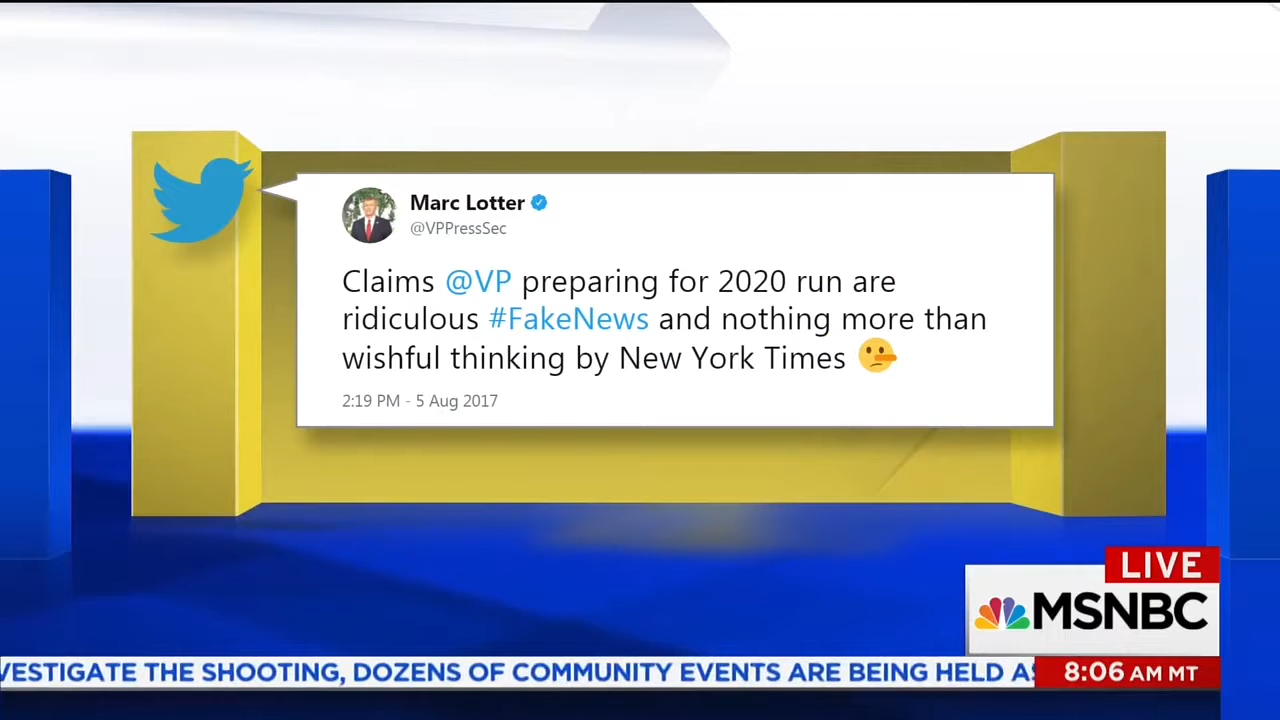 Marc Lotter
@VPPressSec
Claims @VP preparing for 2020 run are
ridiculous #FakeNews and nothing more than
wishful thinking by New York Times 🤥
2:19 PM - 5 Aug 2017
LIVE
MSNBC
THE SHOOTING, DOZENS OF COMMUNITY EVENTS ARE BEING HELD
8:06 AM MT